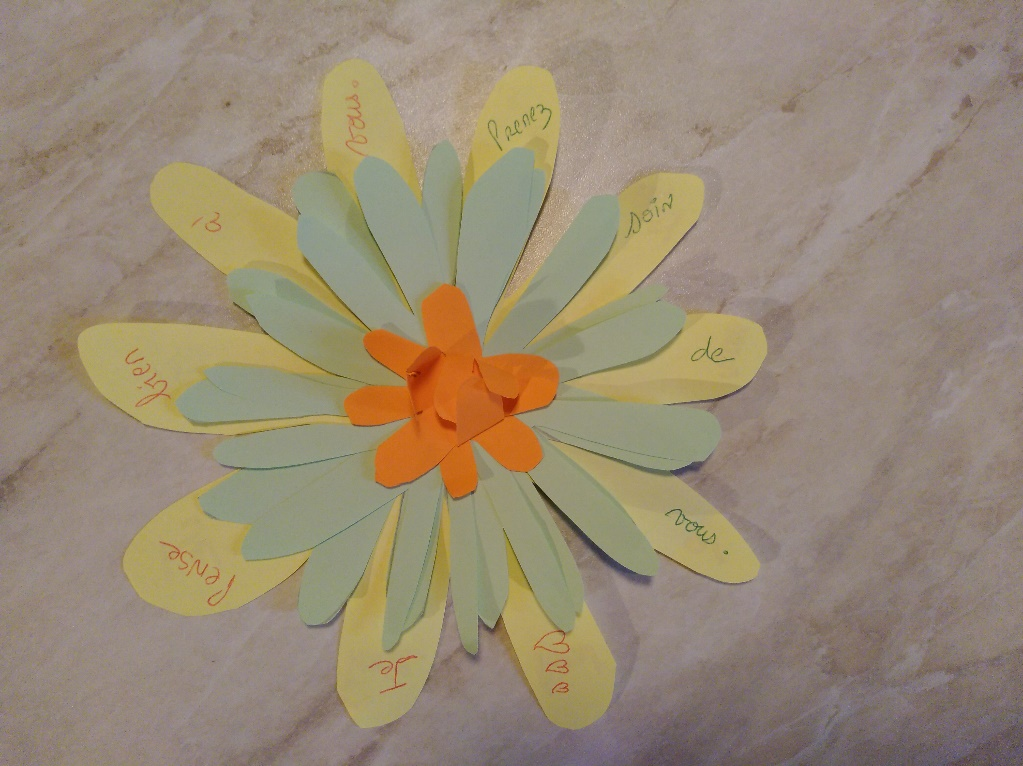 Prenez
soin
de
vous.
Je
Pense
bien
à
vous.